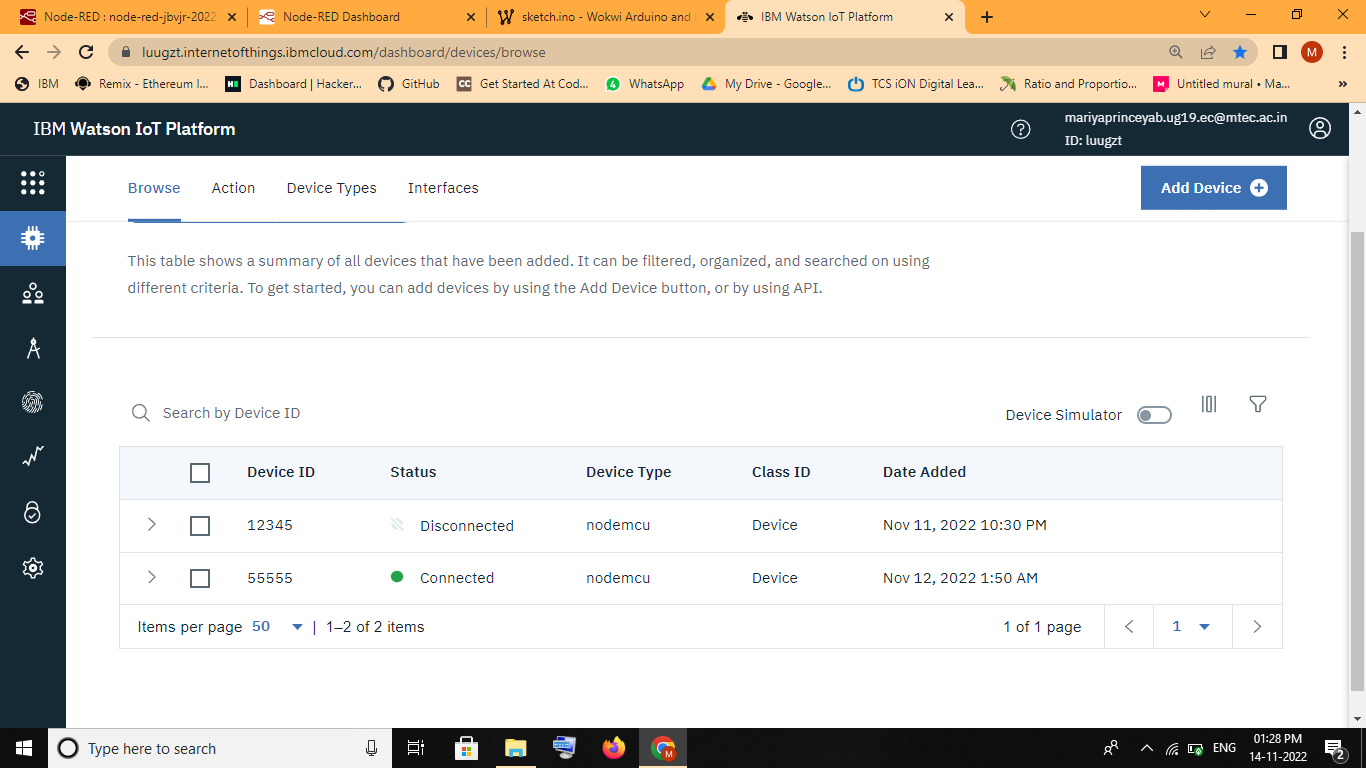 Node-RED : node-red-jbvjr-2022
Node-RED Dashboard
sketch.ino - Wokwi Arduino and
IBM Watson IoT Platform
luugzt.internetofthings.ibmcloud.com/dashboard/devices/browse
M
IBM
Remix - Ethereum I...
Dashboard | Hacker...
GitHub
CC Get Started At Cod...
WhatsApp
My Drive - Google...
TCS iON Digital Lea...
Ratio and Proportio...
M Untitled mural • Ma...
»
IBM Watson IoT Platform
mariyaprinceyab.ug19.ec@mtec.ac.in
ID: luugzt
Browse Action Device Types Interfaces
Add Device
This table shows a summary of all devices that have been added. It can be filtered, organized, and searched on using
different criteria. To get started, you can add devices by using the Add Device button, or by using API.
Search by Device ID
Device Simulator
Device ID Status Device Type Class ID Date Added
12345 Disconnected nodemcu Device Nov 11, 2022 10:30 PM
55555 Connected nodemcu Device Nov 12, 2022 1:50 AM
Items per page 50 | 1–2 of 2 items 1 of 1 page 1
Type here to search
ENG
01:28 PM
14-11-2022
2